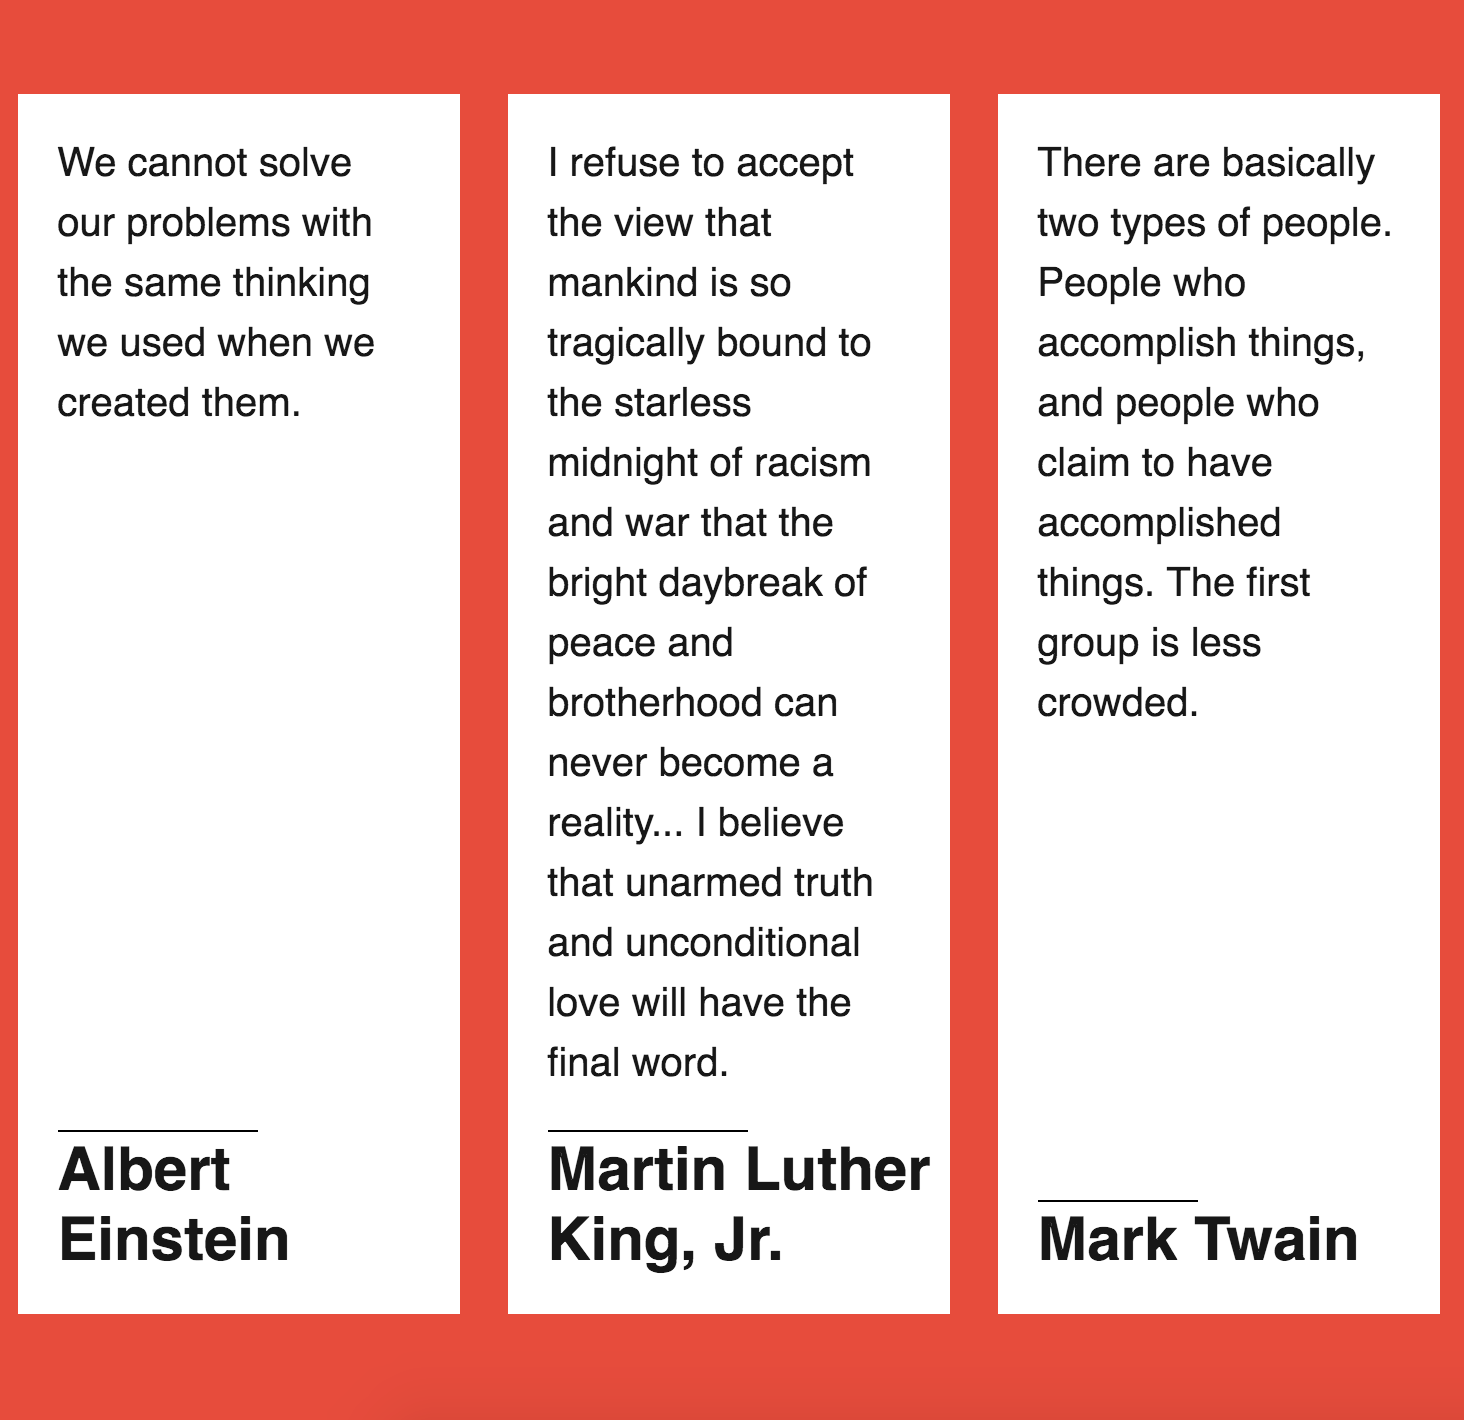 We cannot solve
our problems with
the same thinking
we used when we
created them.
Albert
Einstein
I refuse to accept
the view that
mankind is so
tragically bound to
the starless
midnight of racism
and war that the
bright daybreak of
peace and
brotherhood can
never become a
reality... I believe
that unarmed truth
and unconditional
love will have the
final word.
Martin Luther
King, Jr.
There are basically
two types of people.
People who
accomplish things,
and people who
claim to have
accomplished
things. The first
group is less
crowded.
Mark Twain